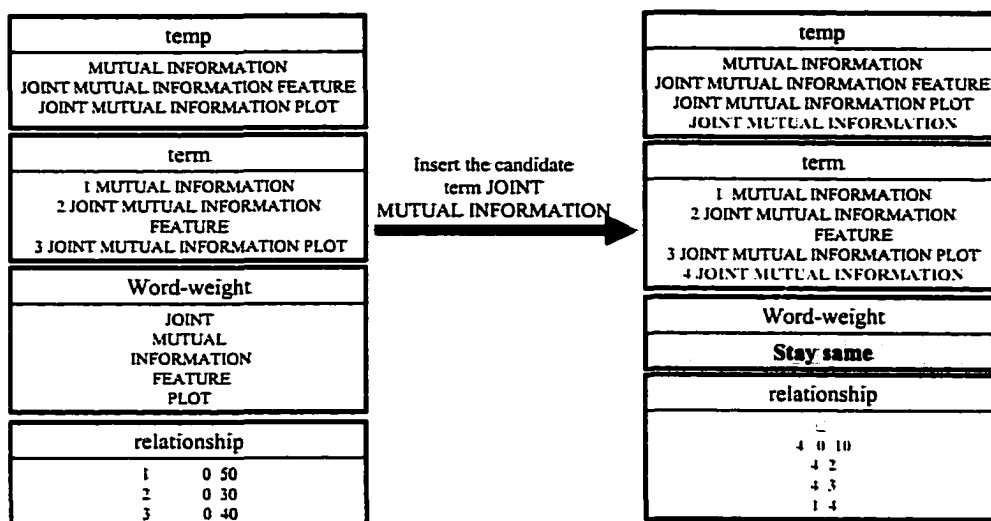 temp
MUTUAL INFORMATION
JOINT MUTUAL INFORMATION FEATURE
JOINT MUTUAL INFORMATION PLOT
term
1 MUTUAL INFORMATION
2 JOINT MUTUAL INFORMATION
FEATURE
3 JOINT MUTUAL INFORMATION PLOT
Word-weight
JOINT
MUTUAL
INFORMATION
FEATURE
PLOT
relationship
1 0 50
2 0 30
3 0 40
Insert the candidate
term JOINT
MUTUAL INFORMATION
temp
MUTUAL INFORMATION
JOINT MUTUAL INFORMATION FEATURE
JOINT MUTUAL INFORMATION PLOT
JOINT MUTUAL INFORMATION
term
1 MUTUAL INFORMATION
2 JOINT MUTUAL INFORMATION
FEATURE
3 JOINT MUTUAL INFORMATION PLOT
4 JOINT MUTUAL INFORMATION
Word-weight
Stay same
relationship
4 0 10
4 2
4 3
1 4